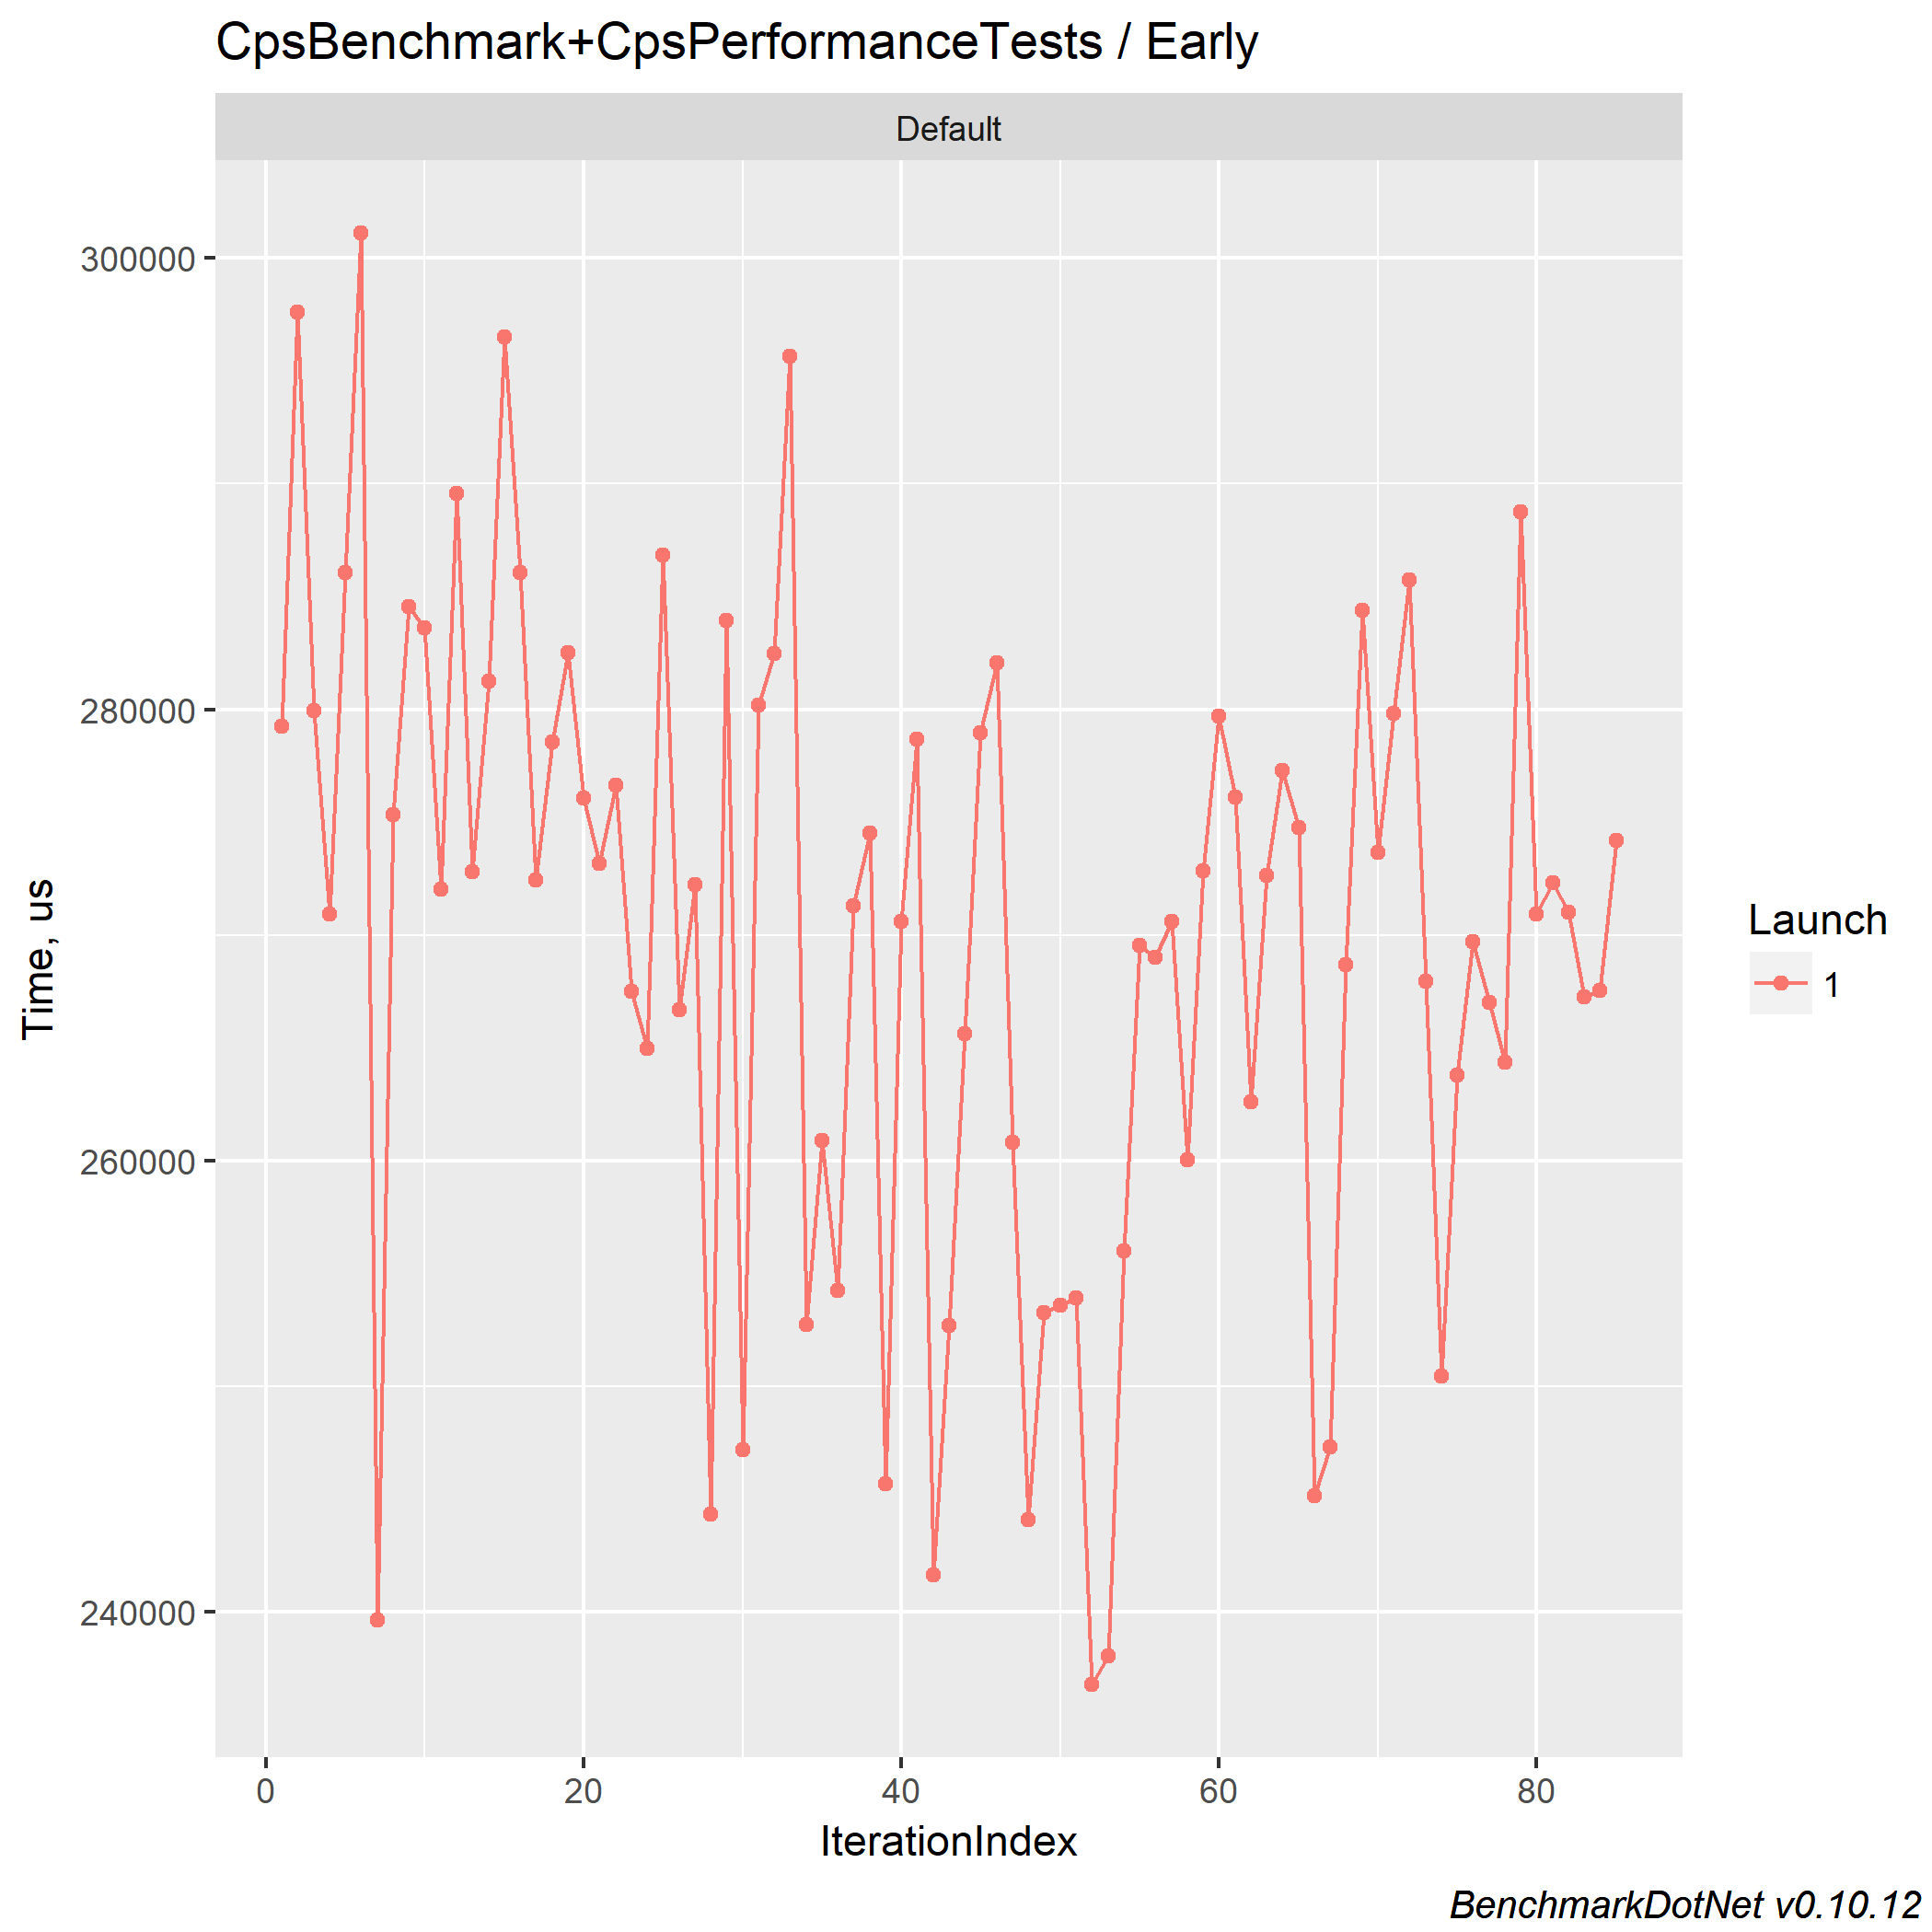 CpsBenchmark+CpsPerformanceTests / Early
Default
300000
280000
260000
240000
Time, us
0 20 40 60 80
IterationIndex
Launch
1
BenchmarkDotNet v0.10.12